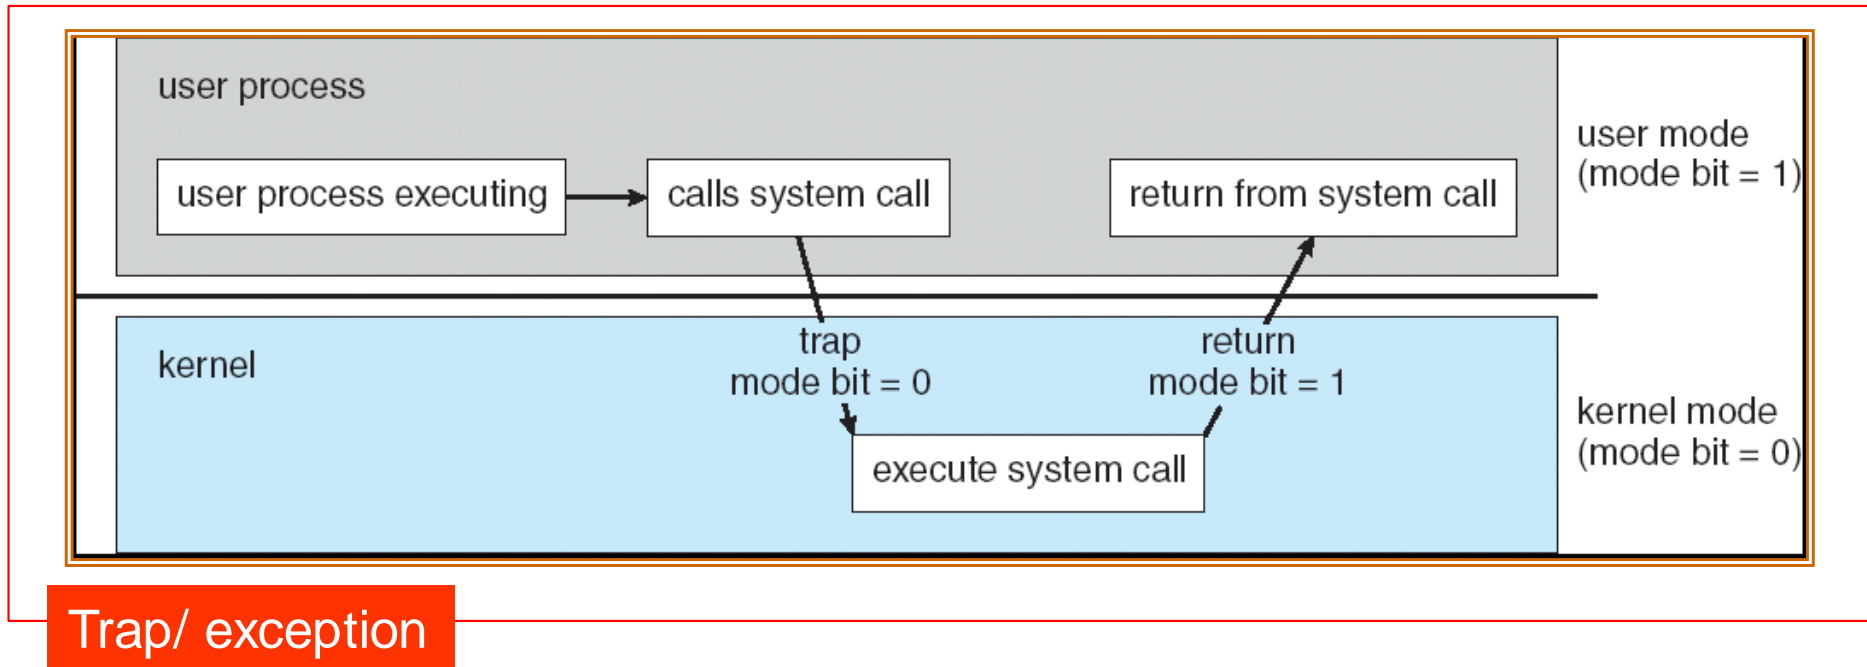 user process
user process executing
calls system call
return from system call
user mode
(mode bit = 1)
kernel
trap
mode bit = 0
return
mode bit = 1
execute system call
kernel mode
(mode bit = 0)
Trap/ exception